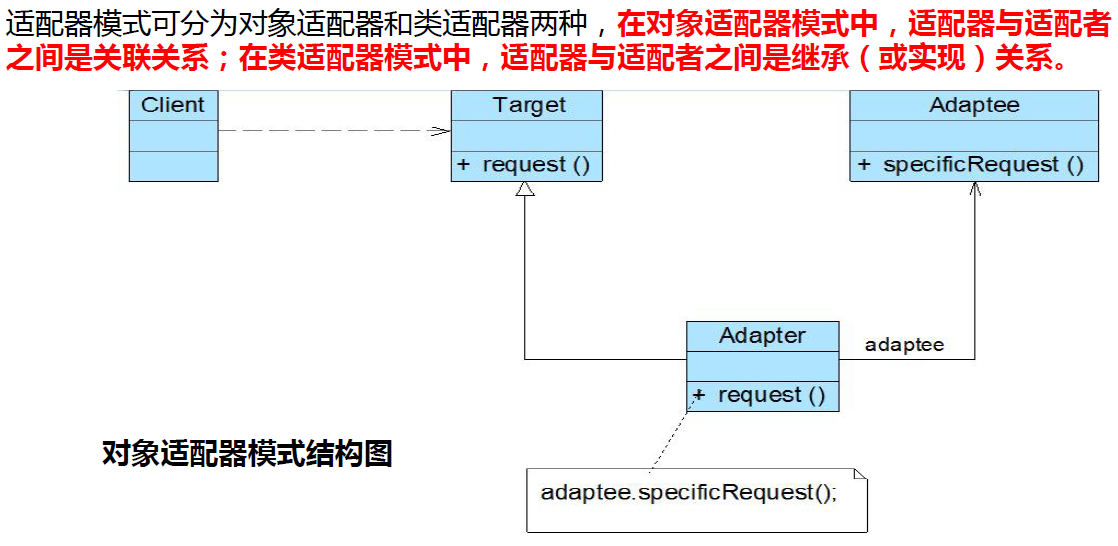 适配器模式可分为对象适配器和类适配器两种，在对象适配器模式中，适配器与适配者
之间是关联关系；在类适配器模式中，适配器与适配者之间是继承（或实现）关系。
Client
Target
+ request ()
Adaptee
+ specificRequest ()
Adapter
+ request ()
adaptee
对象适配器模式结构图
adaptee.specificRequest();